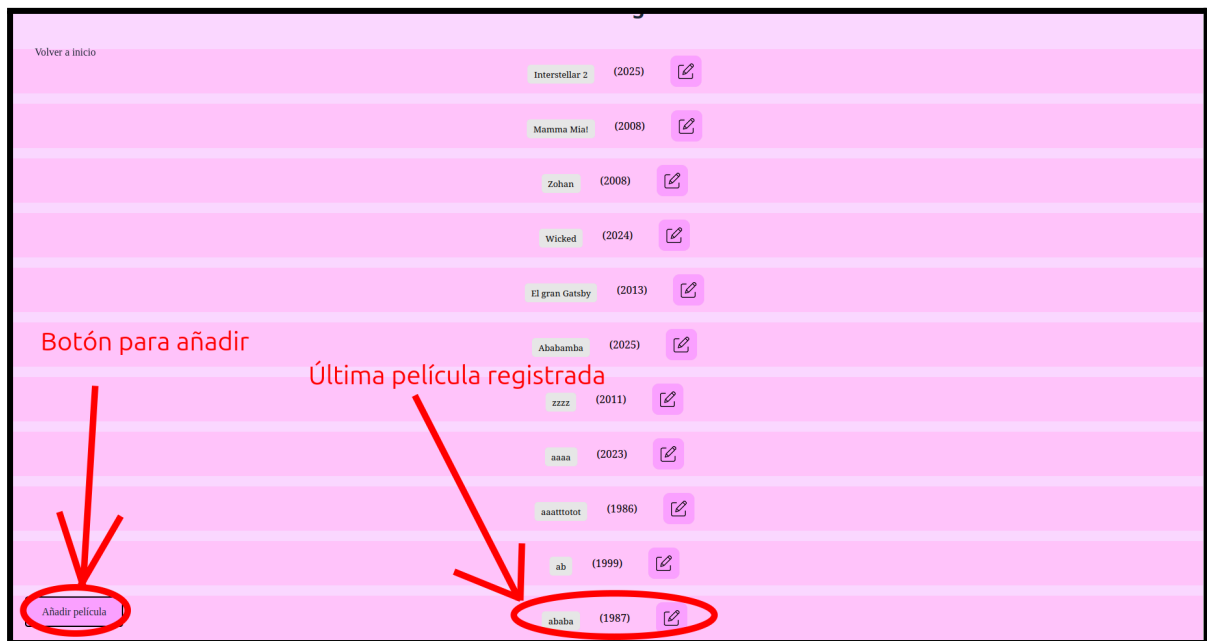 Volver a inicio
Interstellar 2 (2025)
Mamma Mia! (2008)
Zohan (2008)
Wicked (2024)
El gran Gatsby (2013)
Botón para añadir
Ababamba (2025)
Última película registrada
zzzz (2011)
aaaa (2023)
aaatttotot (1986)
ab (1999)
Añadir película
ababa (1987)